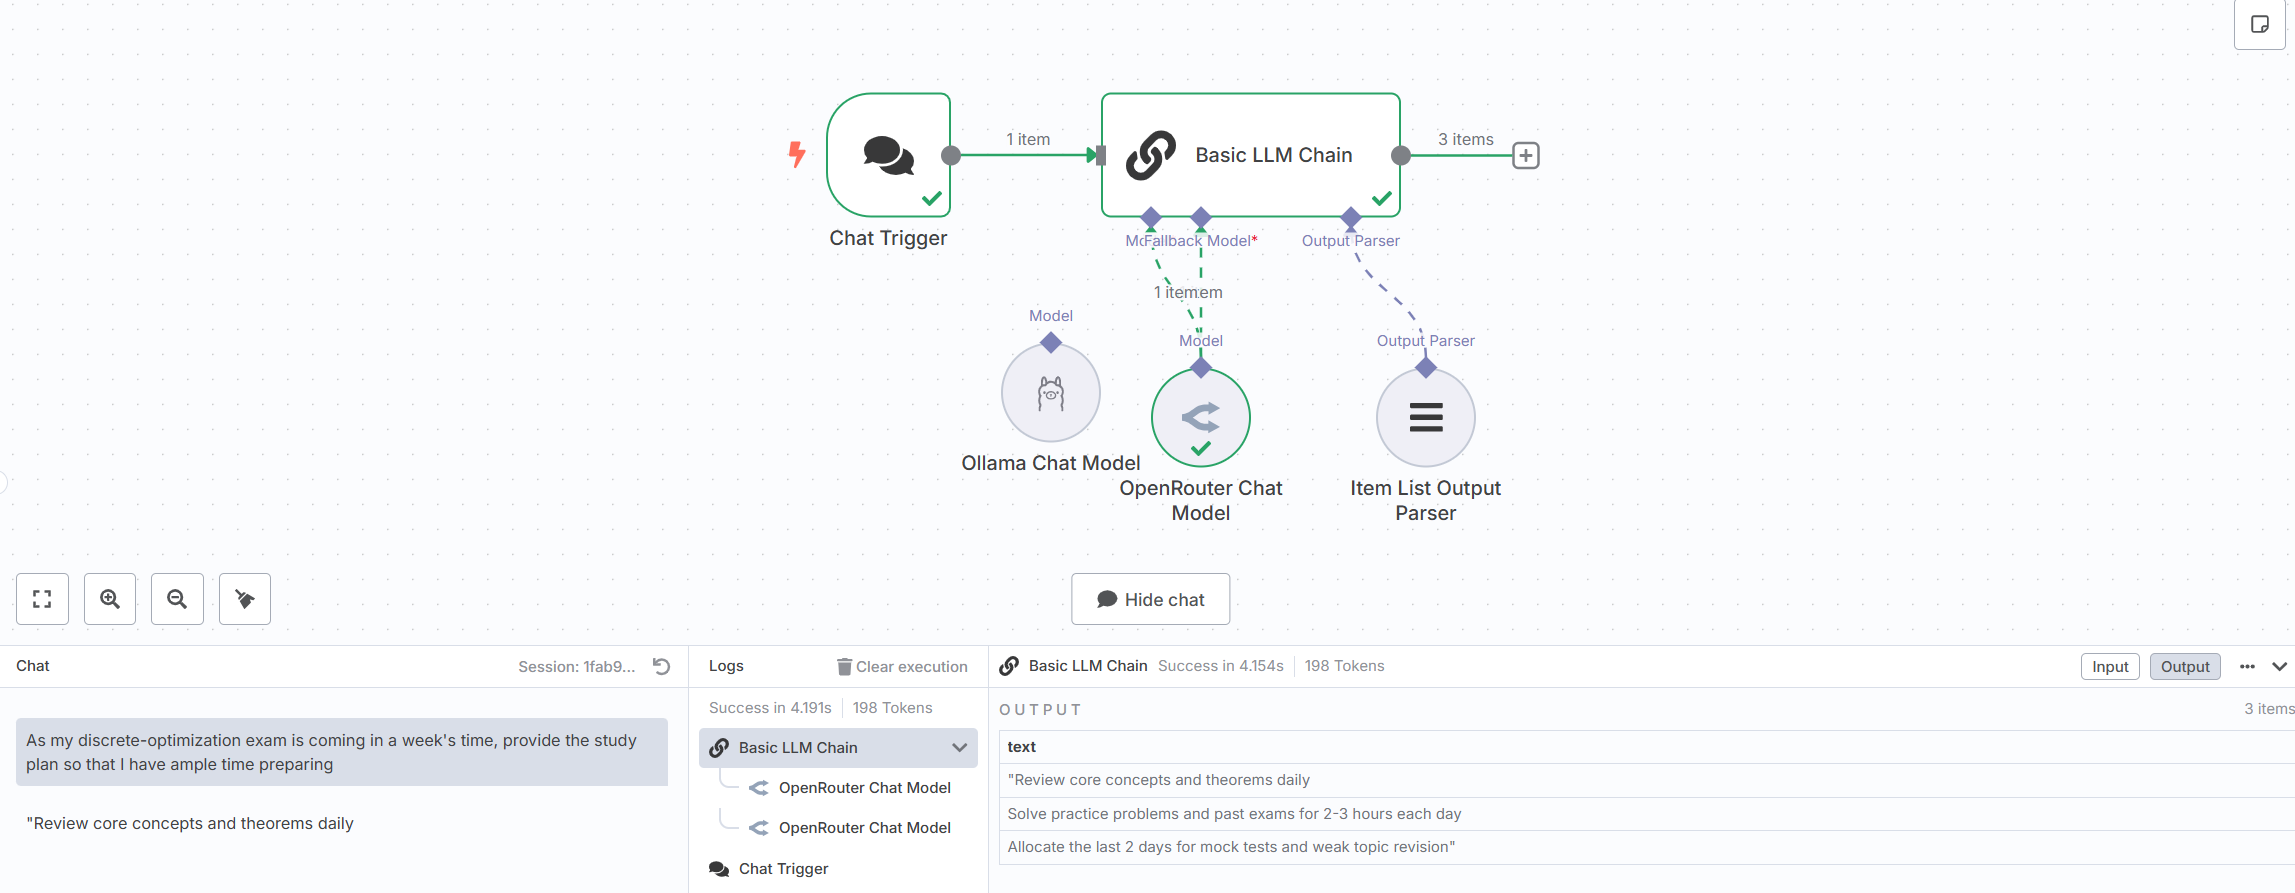 1 item
3 items
Basic LLM Chain
Chat Trigger
Fallback Model*
Output Parser
1 item
Model
Model
Output Parser
Ollama Chat Model
OpenRouter Chat
Model
Item List Output
Parser
Hide chat
Chat
Session: 1fab9...
As my discrete-optimization exam is coming in a week's time, provide the study
plan so that I have ample time preparing
"Review core concepts and theorems daily
Logs
Clear execution
Success in 4.191s
198 Tokens
Basic LLM Chain
OpenRouter Chat Model
OpenRouter Chat Model
Chat Trigger
Basic LLM Chain Success in 4.154s 198 Tokens
Input
Output
OUTPUT
3 items
text
"Review core concepts and theorems daily
Solve practice problems and past exams for 2-3 hours each day
Allocate the last 2 days for mock tests and weak topic revision"